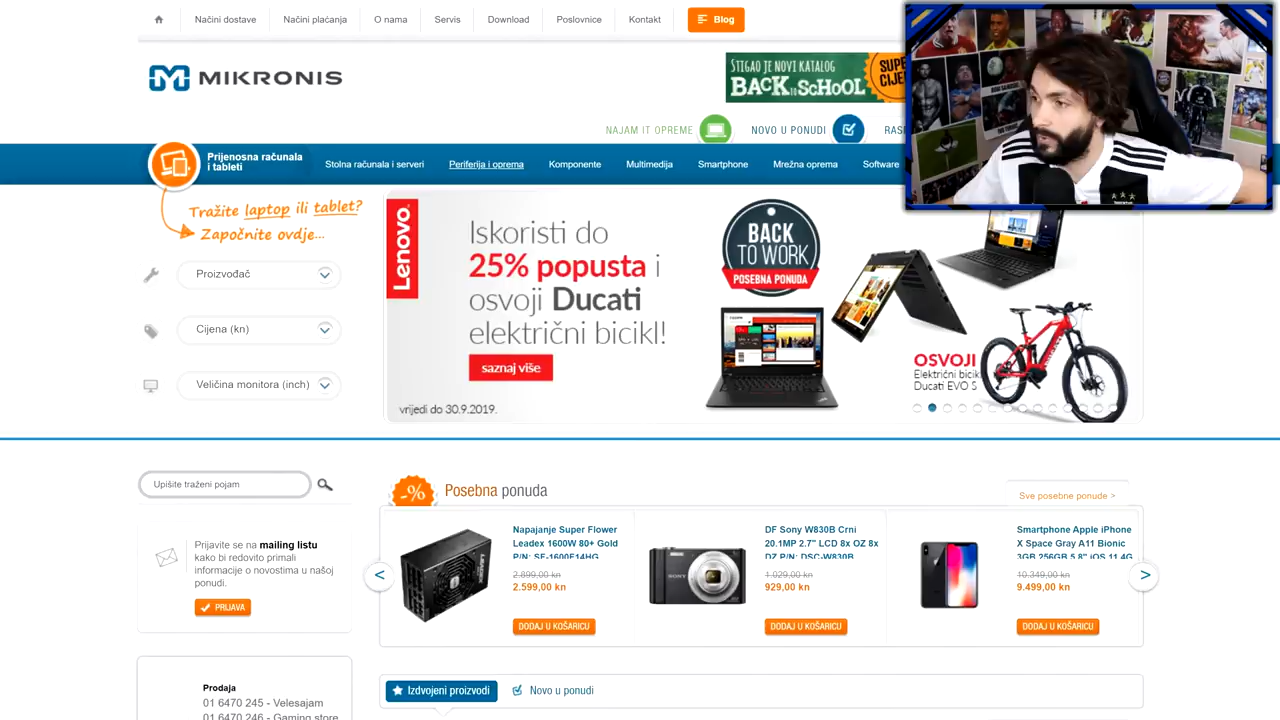 Načini dostave
Načini plaćanja
O nama
Servis
Download
Poslovnice
Kontakt
Blog
MIKRONIS
STIGAO JE NOVI KATALOG
BACK to SCHOOL
NAJAM IT OPREME
NOVO U PONUDI
Prijenosna računala
i tableti
Stolna računala i serveri
Periferija i oprema
Komponente
Multimedija
Smartphone
Mrežna oprema
Software
Tražite laptop ili tablet?
Započnite ovdje...
Proizvođač
Cijena (kn)
Veličina monitora (inch)
Lenovo
Iskoristi do
25% popusta i
osvoji Ducati
električni bicikl!
saznaj više
vrijedi do 30.9.2019.
BACK
TO WORK
POSEBNA PONUDA
OSVOJI
Električni bicik
Ducati EVO S
Upišite traženi pojam
Prijavite se na mailing listu
kako bi redovito primali
informacije o novostima u našoj
ponudi.
PRIJAVA
-%
Posebna ponuda
Sve posebne ponude >
Napajanje Super Flower
Leadex 1600W 80+ Gold
P/N: SF-1600F14HG
2.899,00 kn
2.599,00 kn
DODAJ U KOŠARICU
DF Sony W830B Crni
20.1MP 2.7" LCD 8x OZ 8x
DZ P/N: DSC-W830B
1.029,00 kn
929,00 kn
DODAJ U KOŠARICU
Smartphone Apple iPhone
X Space Gray A11 Bionic
3GB 256GB 5.8" iOS 11 4G
10.349,00 kn
9.499,00 kn
DODAJ U KOŠARICU
Prodaja
01 6470 245 - Velesajam
01 6470 246 - Gaming store
Izdvojeni proizvodi
Novo u ponudi